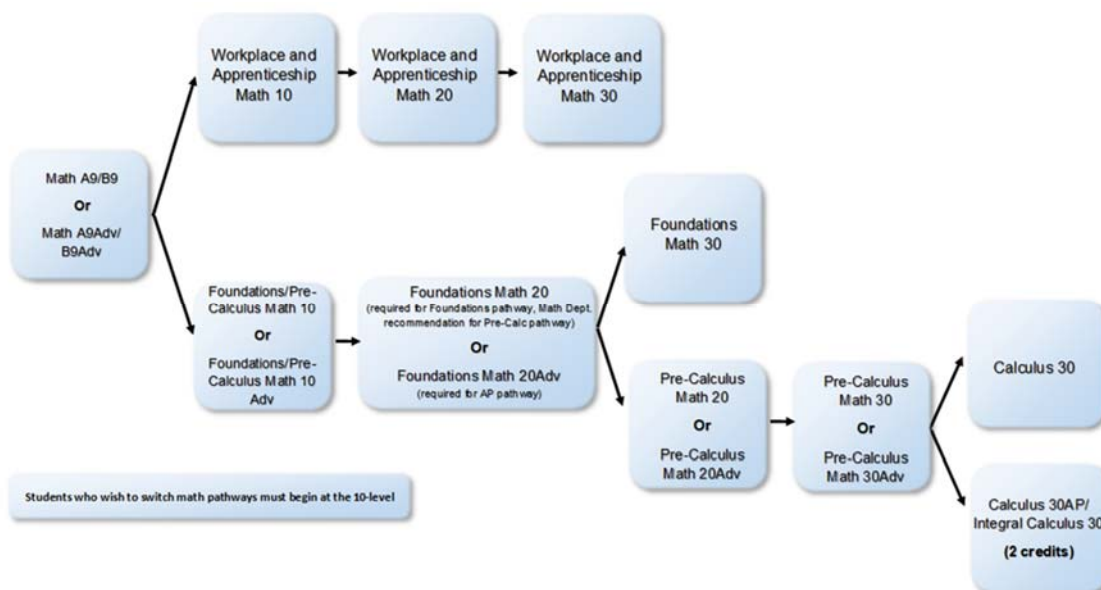 Workplace and
Apprenticeship
Math 10
Workplace and
Apprenticeship
Math 20
Workplace and
Apprenticeship
Math 30
Math A9/B9
Or
Math A9Adv/
B9Adv
Foundations
Math 30
Foundations/Pre-
Calculus Math 10
Or
Foundations/Pre-
Calculus Math 10
Adv
Foundations Math 20
(required for Foundations pathway, Math Dept.
recommendation for Pre-Calc pathway)
Or
Foundations Math 20Adv
(required for AP pathway)
Pre-Calculus
Math 20
Or
Pre-Calculus
Math 20Adv
Pre-Calculus
Math 30
Or
Pre-Calculus
Math 30Adv
Calculus 30
Calculus 30AP/
Integral Calculus 30
(2 credits)
Students who wish to switch math pathways must begin at the 10-level